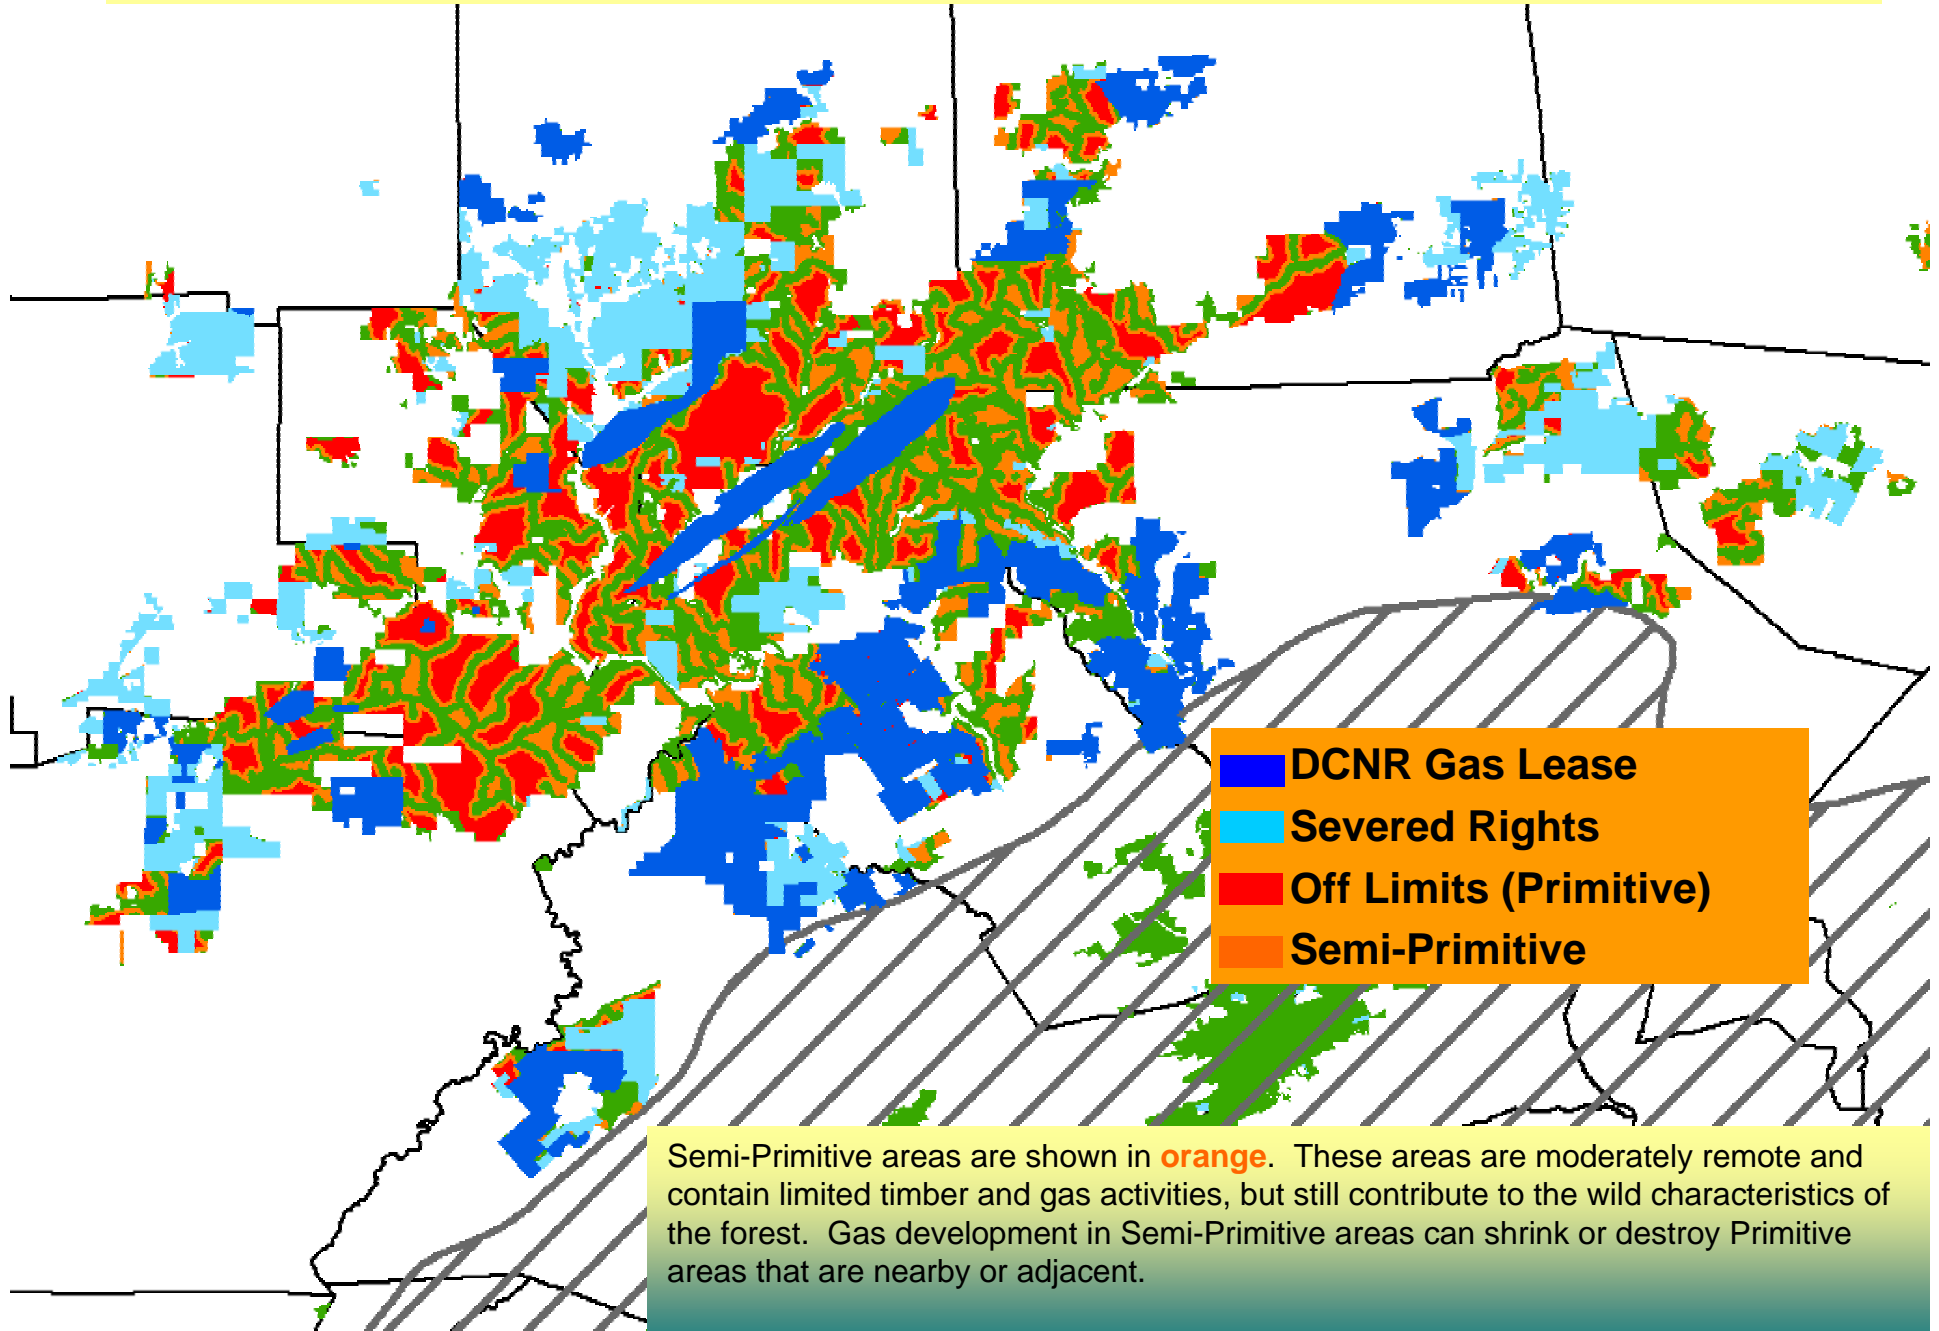 DCNR Gas Lease
Severed Rights
Off Limits (Primitive)
Semi-Primitive
Semi-Primitive areas are shown in orange. These areas are moderately remote and
contain limited timber and gas activities, but still contribute to the wild characteristics of
the forest. Gas development in Semi-Primitive areas can shrink or destroy Primitive
areas that are nearby or adjacent.